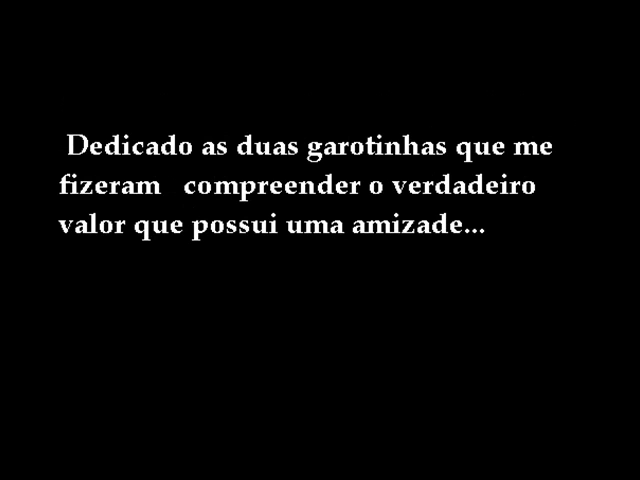 Dedicado as duas garotinhas que me
fizeram compreender o verdadeiro
valor que possui uma amizade...